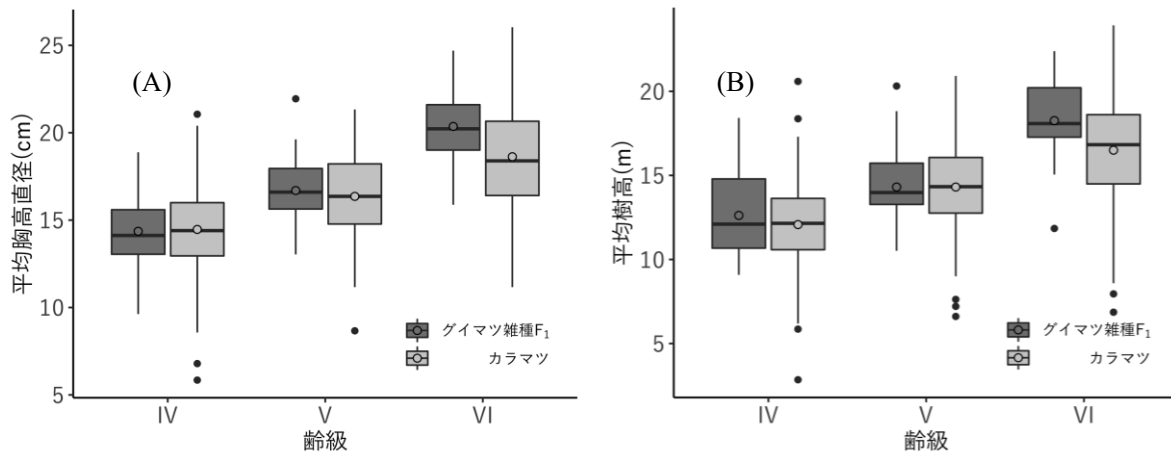 (A)
平均胸高直径(cm)
25
20
15
10
5
グイマツ雑種F₁
カラマツ
IV V VI
齢級
(B)
平均樹高(m)
20
15
10
5
グイマツ雑種F₁
カラマツ
IV V VI
齢級